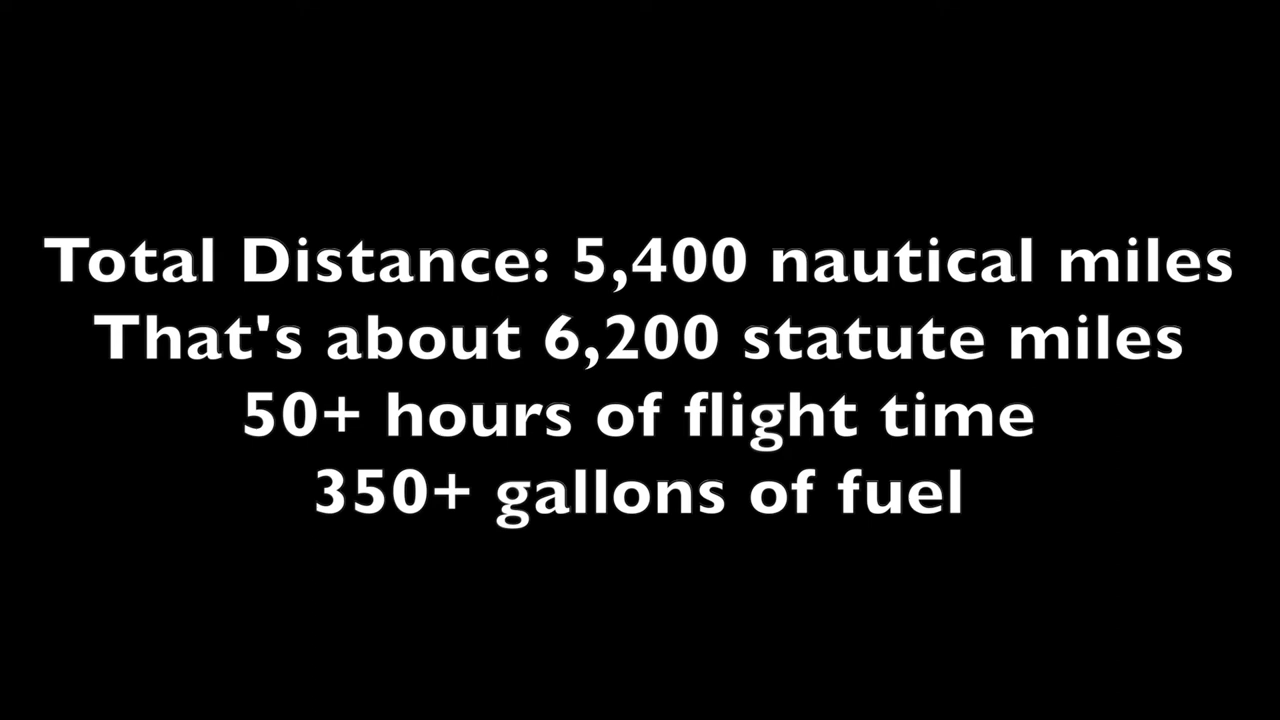 Total Distance: 5,400 nautical miles
That's about 6,200 statute miles
50+ hours of flight time
350+ gallons of fuel